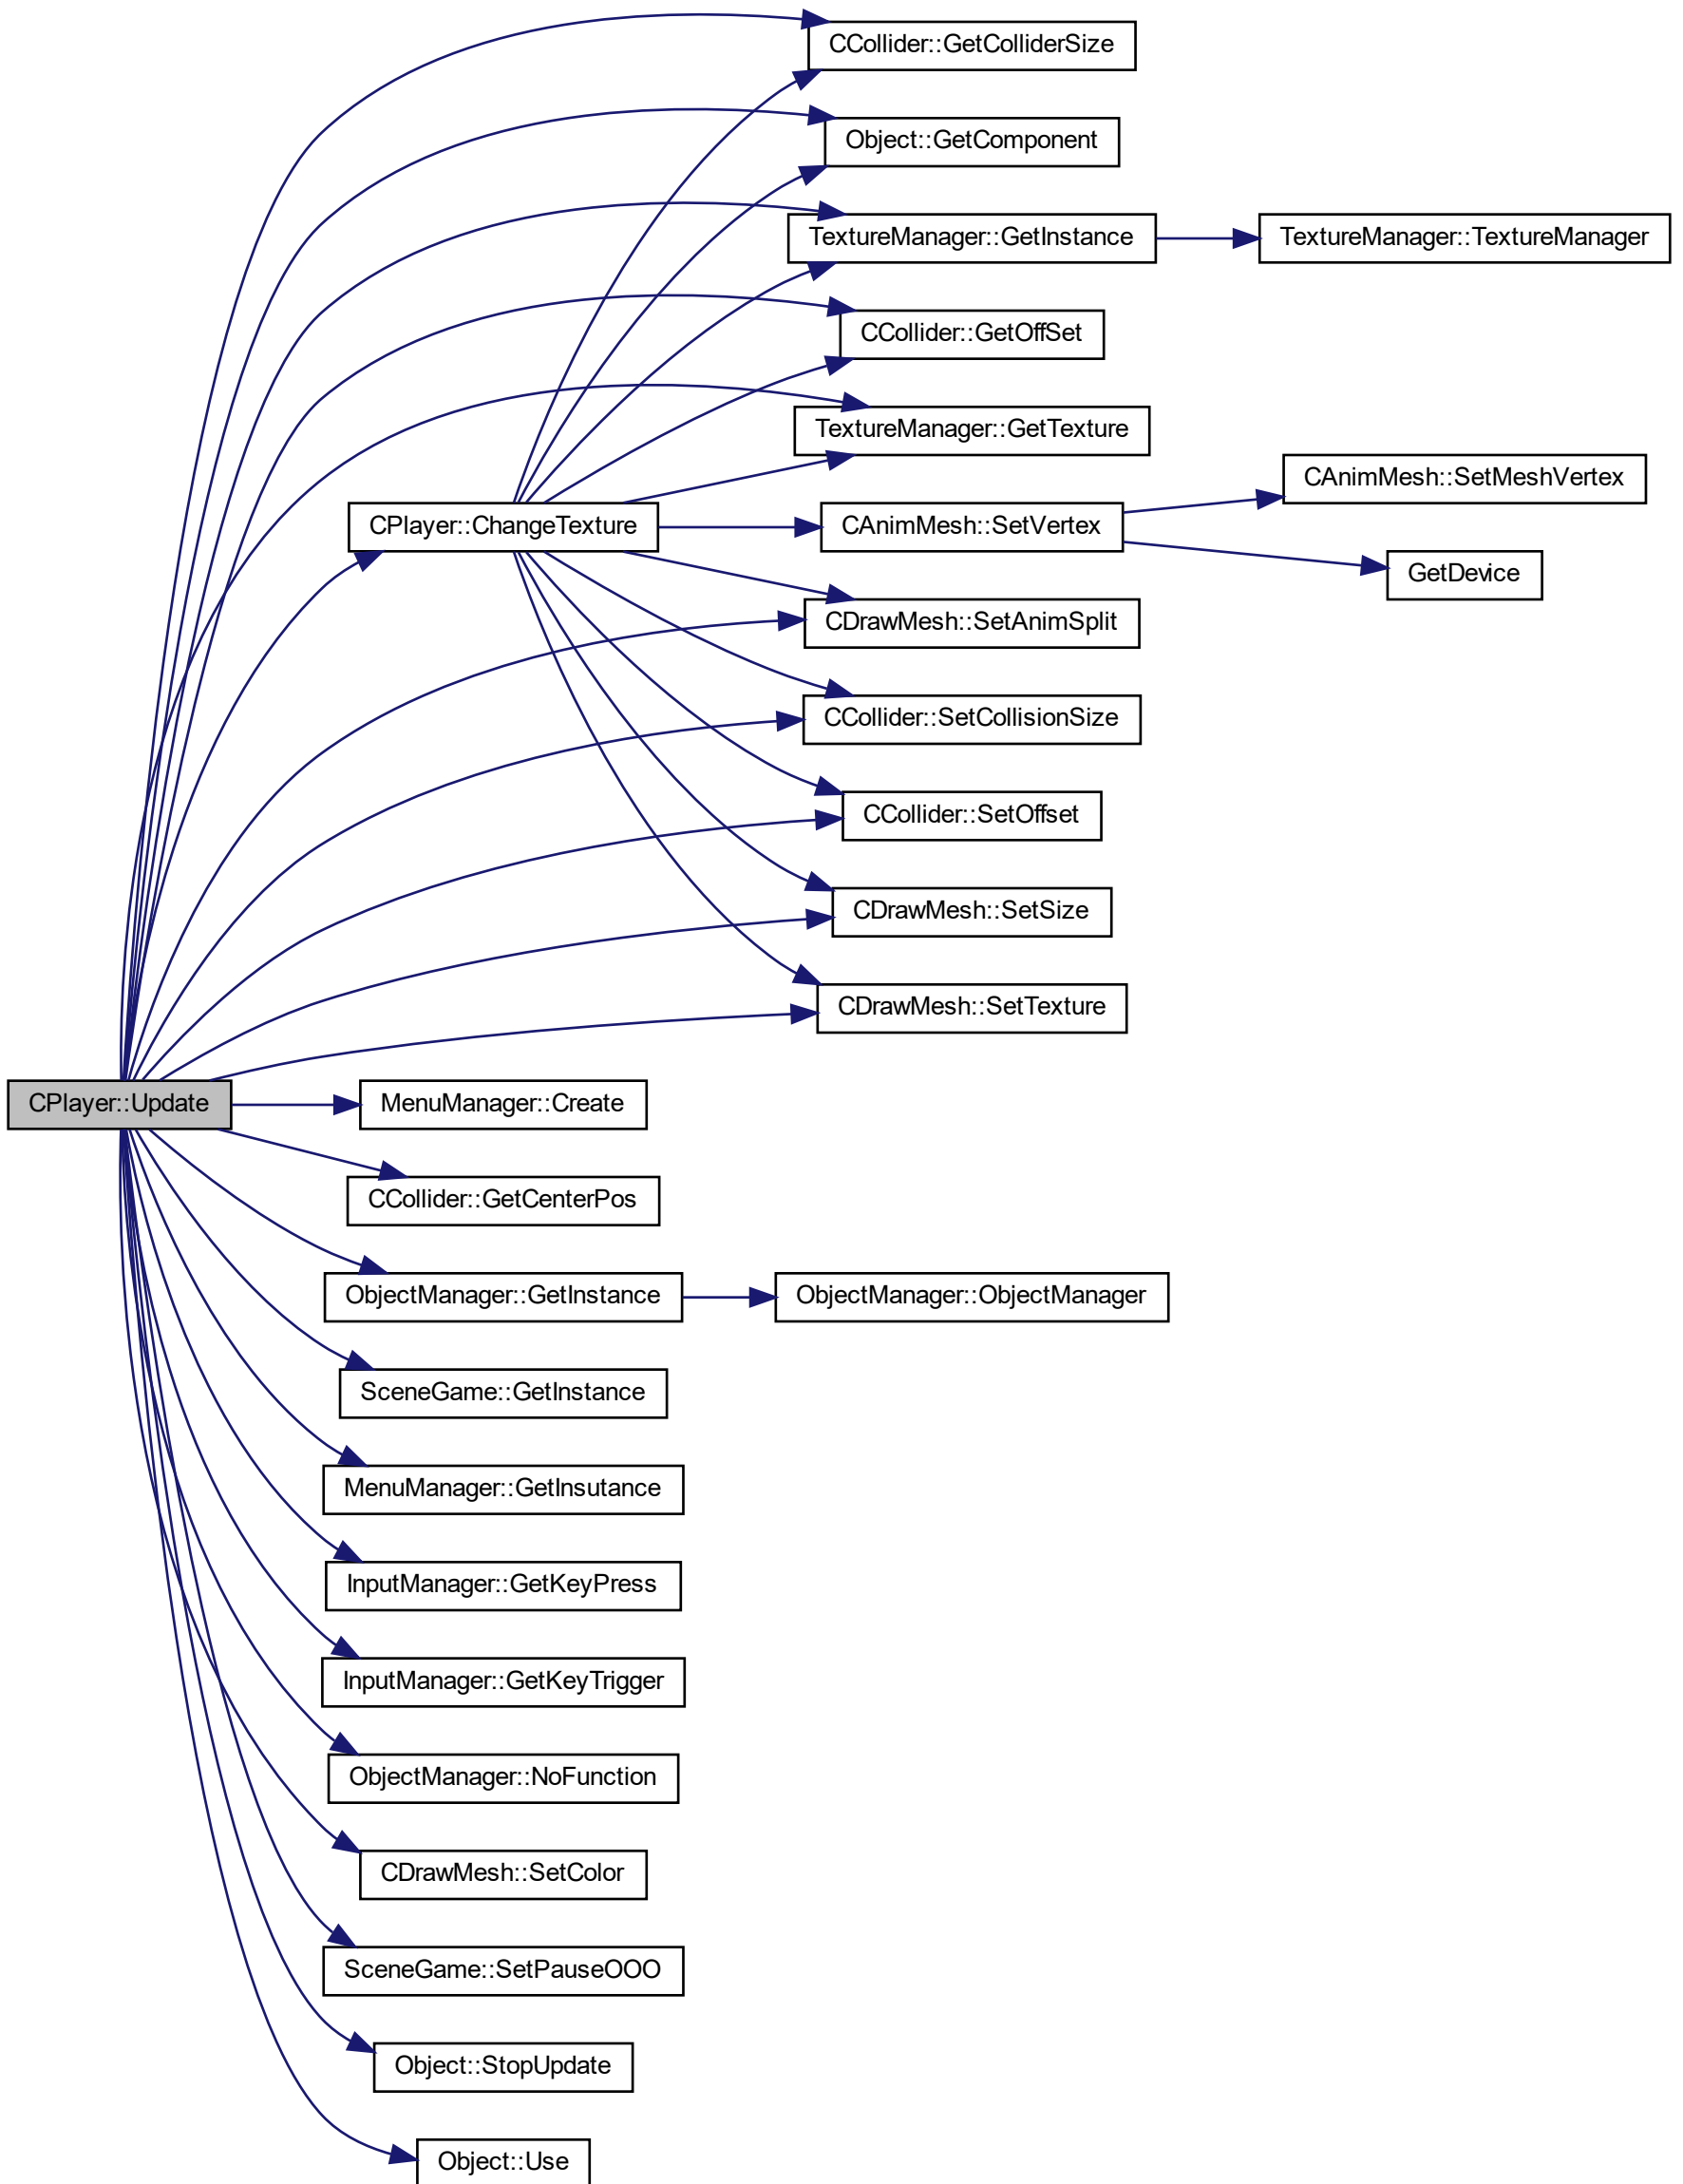 CCollider::GetColliderSize
Object::GetComponent
TextureManager::GetInstance
TextureManager::TextureManager
CCollider::GetOffSet
TextureManager::GetTexture
CAnimMesh::SetMeshVertex
CPlayer::ChangeTexture
CAnimMesh::SetVertex
GetDevice
CDrawMesh::SetAnimSplit
CCollider::SetCollisionSize
CCollider::SetOffset
CDrawMesh::SetSize
CDrawMesh::SetTexture
CPlayer::Update
MenuManager::Create
CCollider::GetCenterPos
ObjectManager::GetInstance
ObjectManager::ObjectManager
SceneGame::GetInstance
MenuManager::GetInsutance
InputManager::GetKeyPress
InputManager::GetKeyTrigger
ObjectManager::NoFunction
CDrawMesh::SetColor
SceneGame::SetPauseOOO
Object::StopUpdate
Object::Use